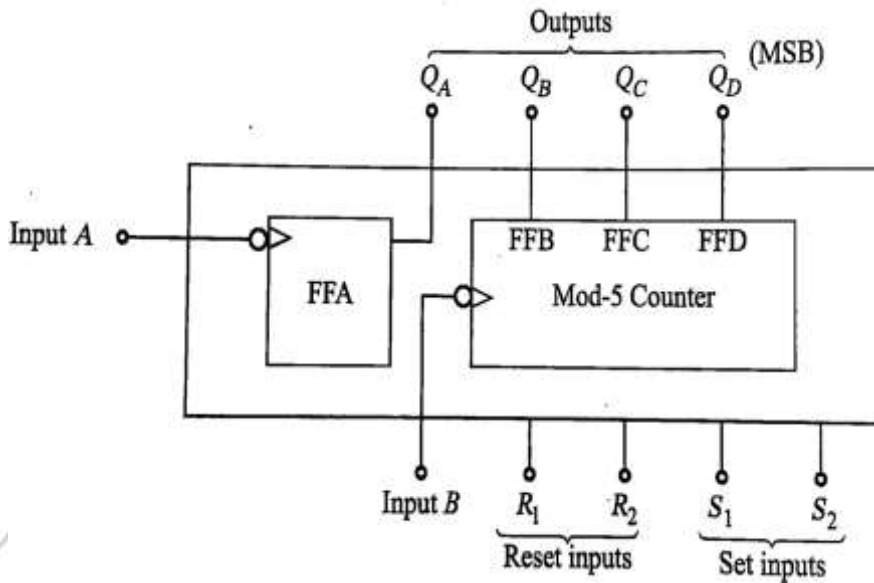 Outputs
Q_A Q_B Q_C Q_D (MSB)
Input A
FFA
FFB FFC FFD
Mod-5 Counter
Input B R_1 R_2 S_1 S_2
Reset inputs Set inputs